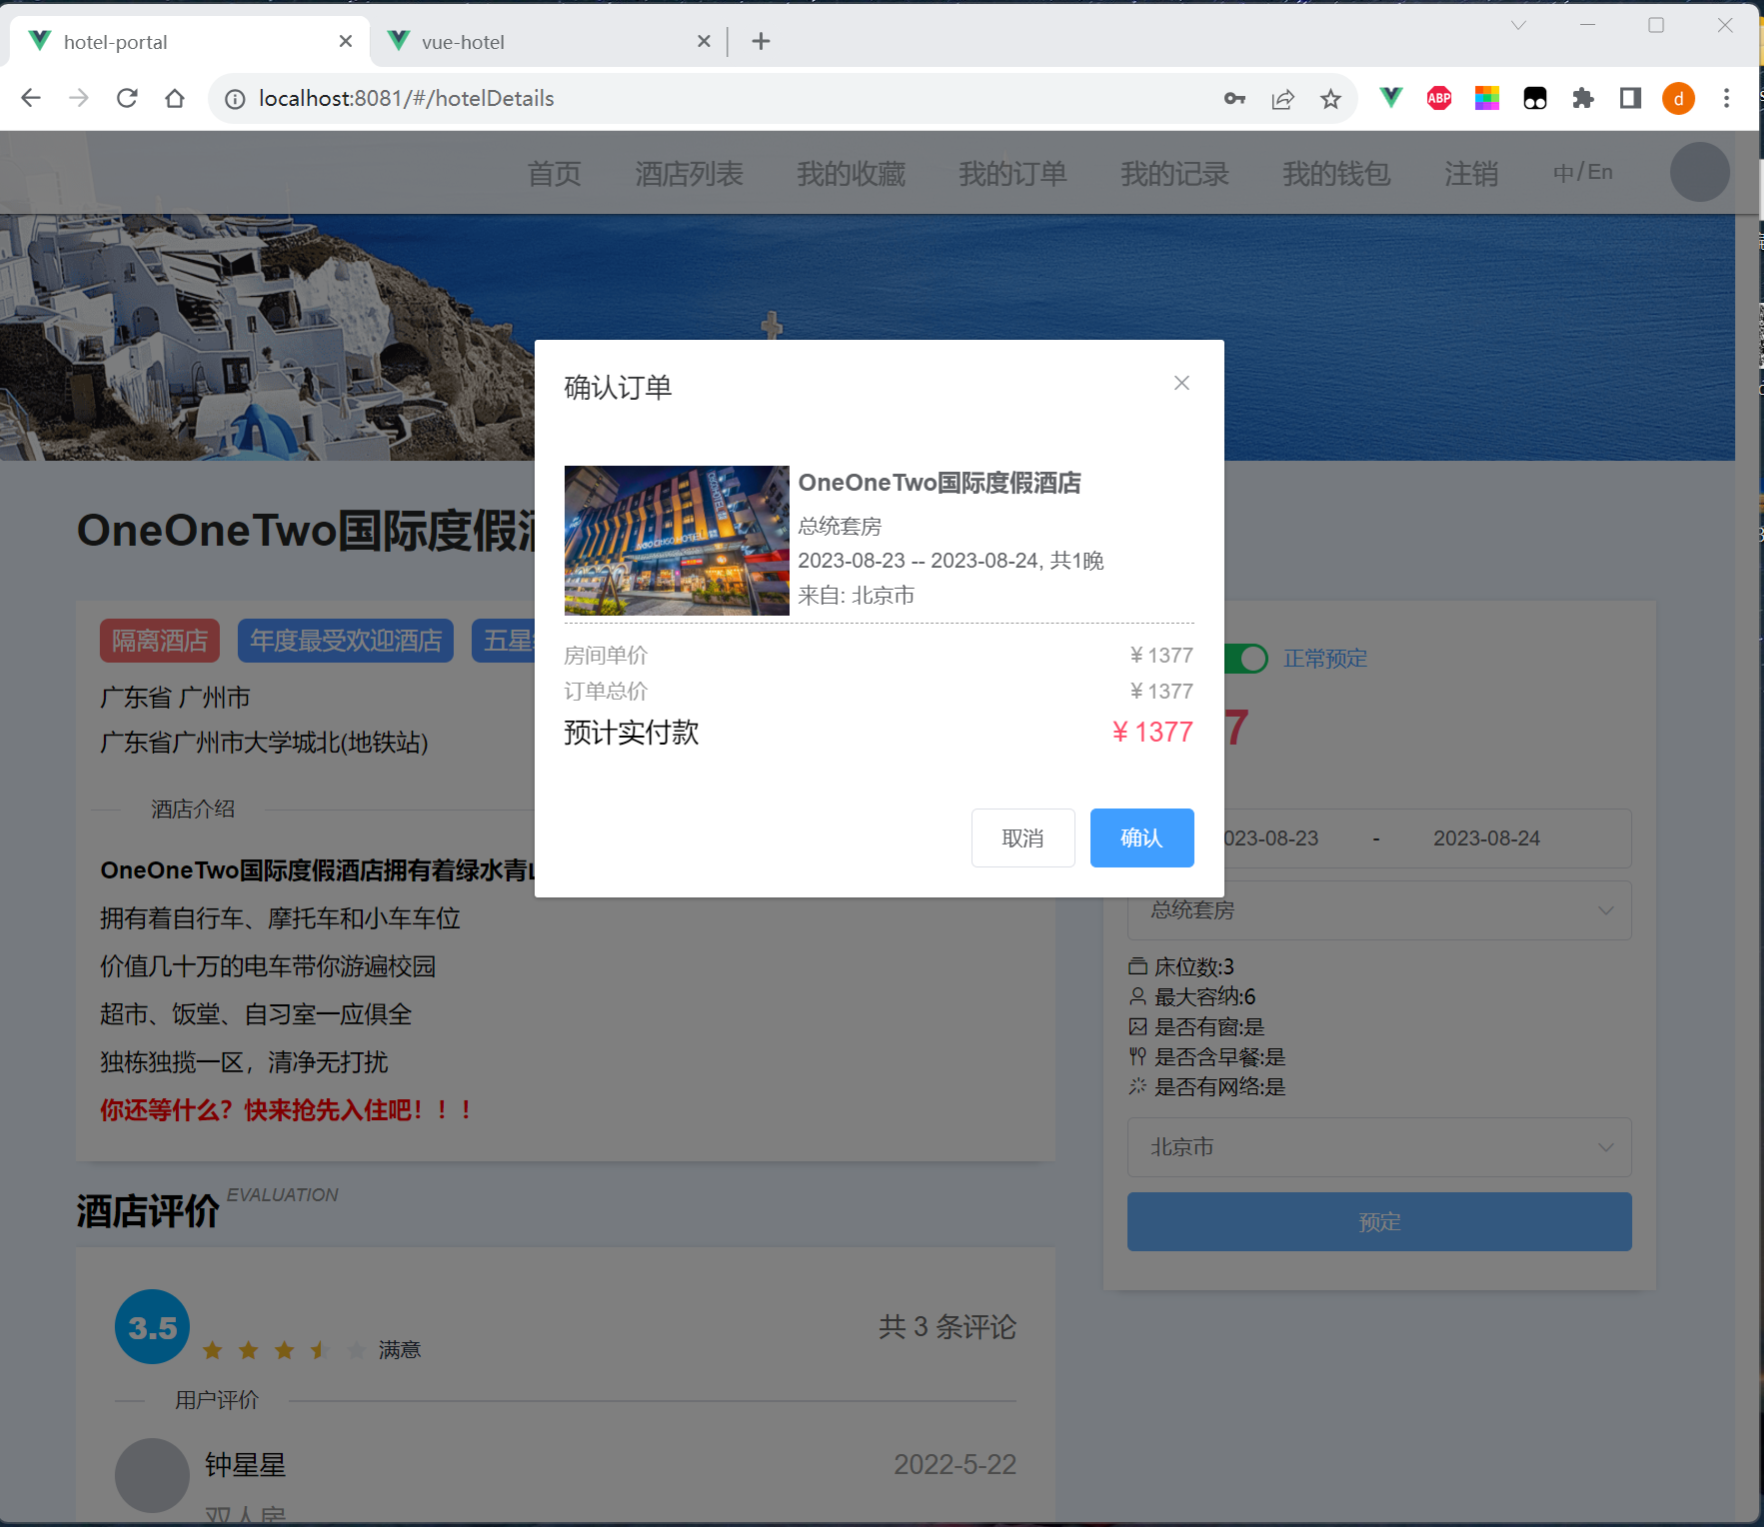 hotel-portal
vue-hotel
localhost:8081/#/hotelDetails
ABP
d
首页 酒店列表 我的收藏 我的订单 我的记录 我的钱包 注销 中/En
确认订单
OneOneTwo国际度假酒店
总统套房
2023-08-23 -- 2023-08-24, 共1晚
来自: 北京市
房间单价 ¥ 1377
订单总价 ¥ 1377
预计实付款 ¥ 1377
取消 确认
OneOneTwo国际度假
隔离酒店 年度最受欢迎酒店 五星
广东省 广州市
广东省广州市大学城北(地铁站)
酒店介绍
OneOneTwo国际度假酒店拥有着绿水青
拥有着自行车、摩托车和小车车位
价值几十万的电车带你游遍校园
超市、饭堂、自习室一应俱全
独栋独揽一区，清净无打扰
你还等什么？快来抢先入住吧！！！
正常预定
7
023-08-23 - 2023-08-24
总统套房
床位数:3
最大容纳:6
是否有窗:是
是否含早餐:是
是否有网络:是
北京市
预定
酒店评价 EVALUATION
3.5 满意
共 3 条评论
用户评价
钟星星 2022-5-22
双人房